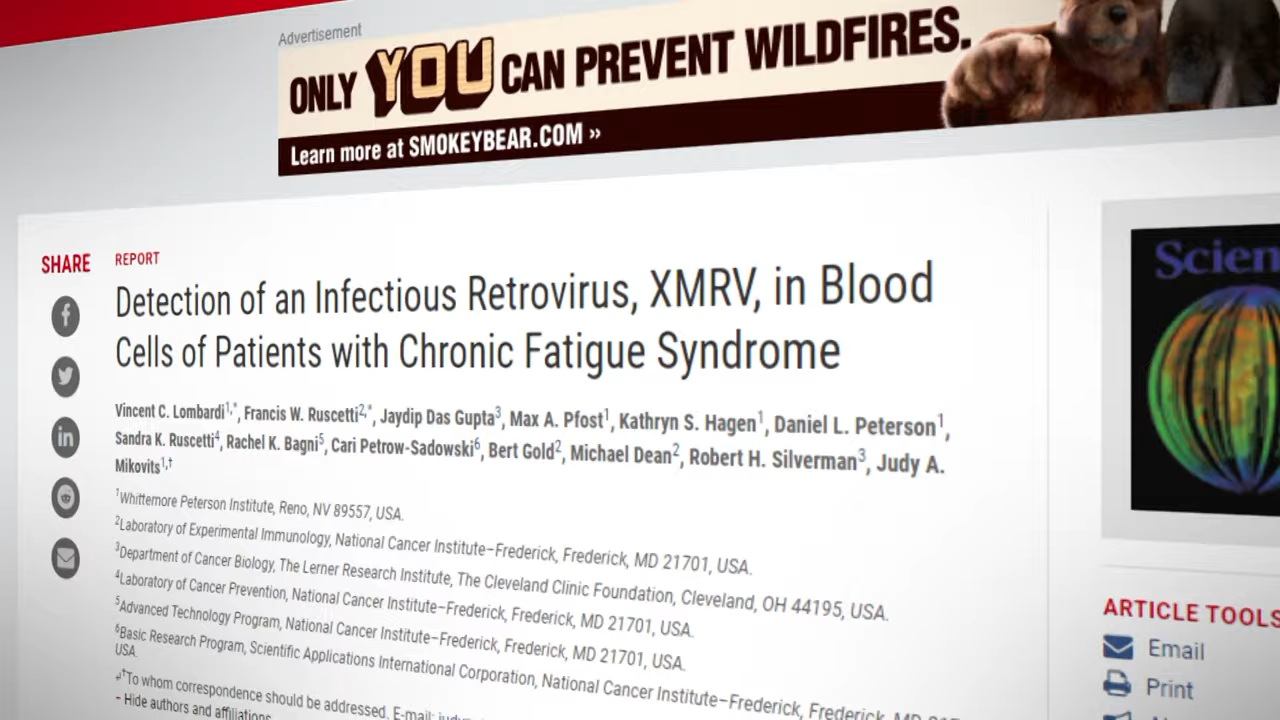 Advertisement
ONLY YOU CAN PREVENT WILDFIRES.
Learn more at SMOKEYBEAR.COM »
SHARE
REPORT
Detection of an Infectious Retrovirus, XMRV, in Blood
Cells of Patients with Chronic Fatigue Syndrome
Vincent C. Lombardi1,*, Francis W. Ruscetti2,*, Jaydip Das Gupta3, Max A. Pfost1, Kathryn S. Hagen1, Daniel L. Peterson1,
Sandra K. Ruscetti4, Rachel K. Bagni5, Cari Petrow-Sadowski6, Bert Gold2, Michael Dean2, Robert H. Silverman3, Judy A.
Mikovits1,†
1Whittemore Peterson Institute, Reno, NV 89557, USA.
2Laboratory of Experimental Immunology, National Cancer Institute–Frederick, Frederick, MD 21701, USA.
3Department of Cancer Biology, The Lerner Research Institute, The Cleveland Clinic Foundation, Cleveland, OH 44195, USA.
4Laboratory of Cancer Prevention, National Cancer Institute–Frederick, Frederick, MD 21701, USA.
5Advanced Technology Program, National Cancer Institute–Frederick, Frederick, MD 21701, USA.
6Basic Research Program, Scientific Applications International Corporation, National Cancer Institute–Frederick, Frederick, MD
USA.
†To whom correspondence should be addressed. E-mail:
– Hide authors and affiliations
Scien
ARTICLE TOOLS
Email
Print